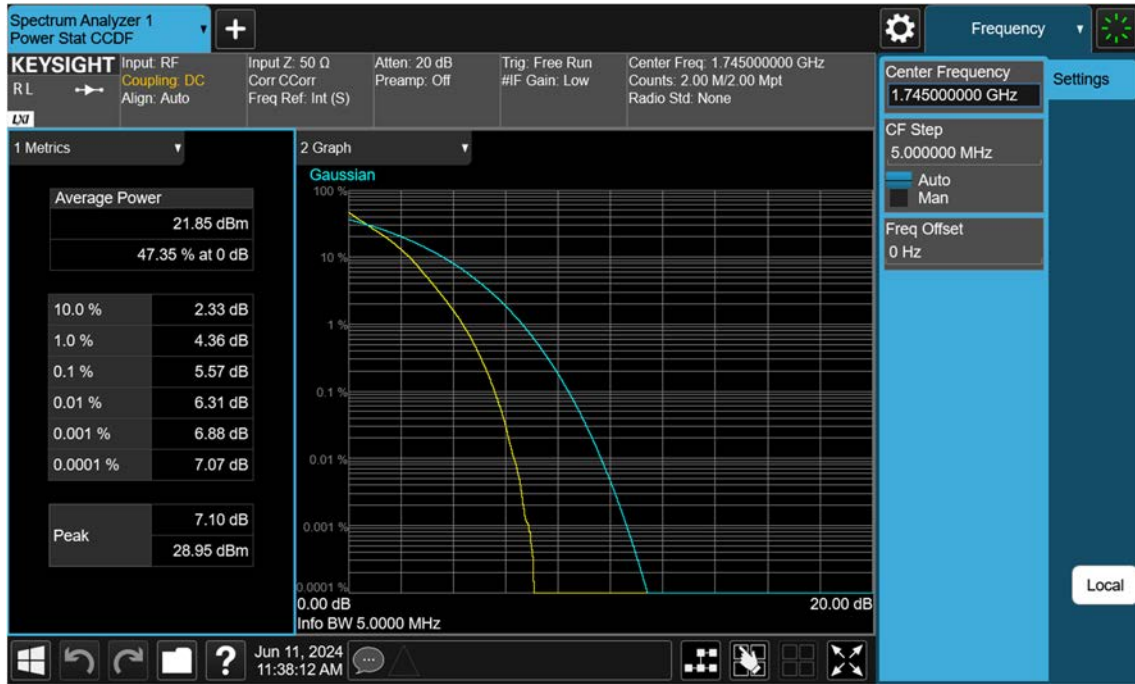 Spectrum Analyzer 1
Power Stat CCDF
+
Frequency
KEYSIGHT
RL
LXI
Input: RF
Coupling: DC
Align: Auto
Input Z: 50 Ω
Corr CCorr
Freq Ref: Int (S)
Atten: 20 dB
Preamp: Off
Trig: Free Run
#IF Gain: Low
Center Freq: 1.745000000 GHz
Counts: 2.00 M/2.00 Mpt
Radio Std: None
Center Frequency
1.745000000 GHz
Settings
CF Step
5.000000 MHz
Auto
Man
Freq Offset
0 Hz
1 Metrics
Average Power
21.85 dBm
47.35 % at 0 dB
10.0 % 2.33 dB
1.0 % 4.36 dB
0.1 % 5.57 dB
0.01 % 6.31 dB
0.001 % 6.88 dB
0.0001 % 7.07 dB
Peak
7.10 dB
28.95 dBm
2 Graph
Gaussian
100 %
10 %
1 %
0.1 %
0.01 %
0.001 %
0.0001 %
0.00 dB 20.00 dB
Info BW 5.0000 MHz
Local
?
Jun 11, 2024
11:38:12 AM